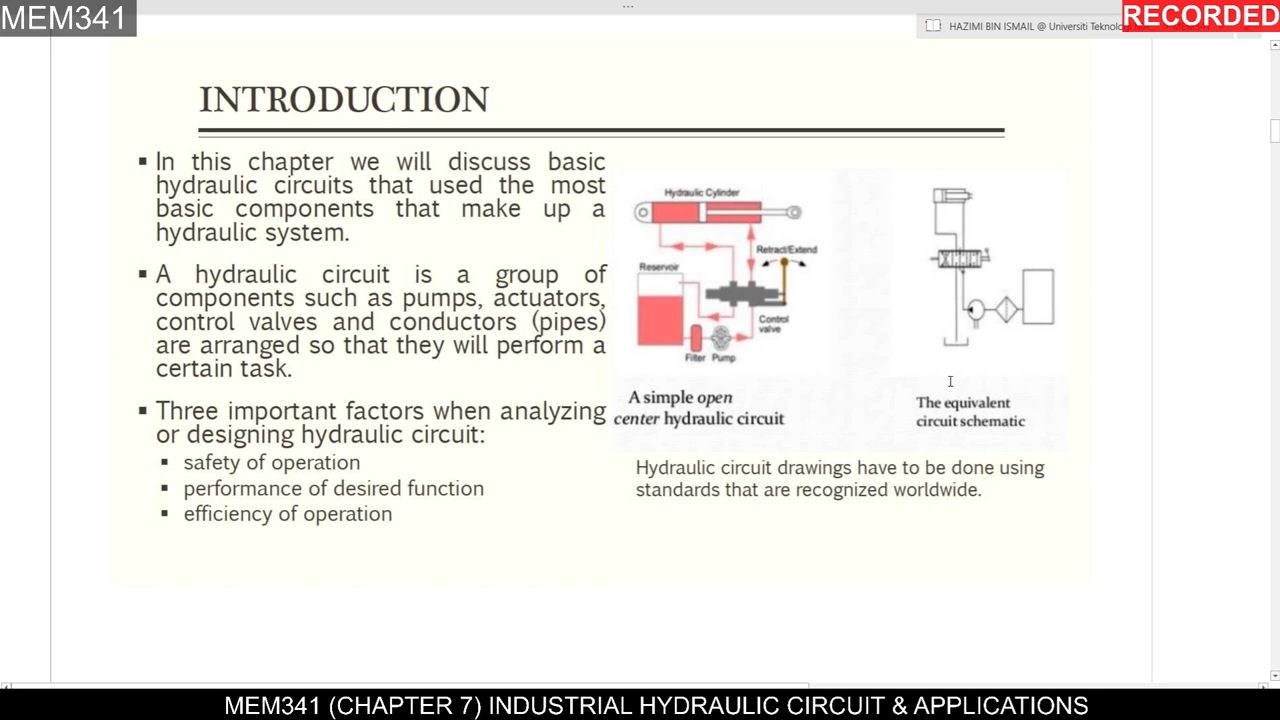 MEM341
RECORDED
HAZIMI BIN ISMAIL @ Universiti
INTRODUCTION
▪ In this chapter we will discuss basic
hydraulic circuits that used the most
basic components that make up a
hydraulic system.
▪ A hydraulic circuit is a group of
components such as pumps, actuators,
control valves and conductors (pipes)
are arranged so that they will perform a
certain task.
▪ Three important factors when analyzing
or designing hydraulic circuit:
▪ safety of operation
▪ performance of desired function
▪ efficiency of operation
Hydraulic Cylinder
Retract/Extend
Reservoir
Control
valve
Filter Pump
A simple open
center hydraulic circuit
The equivalent
circuit schematic
Hydraulic circuit drawings have to be done using
standards that are recognized worldwide.
MEM341 (CHAPTER 7) INDUSTRIAL HYDRAULIC CIRCUIT & APPLICATIONS